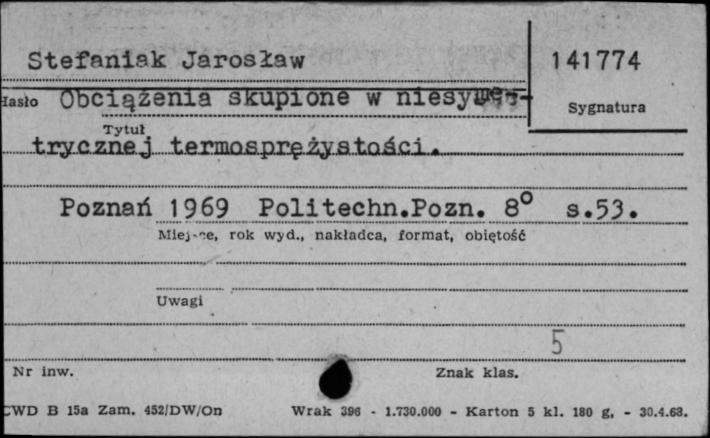 Stefaniak Jarosław
141774
Hasło Obciążenia skupione w niesyme-
Sygnatura
Tytuł
trycznej termosprężystości.
Poznań 1969 Politechn.Pozn. 8° s.53.
Miejsce, rok wyd., nakładca, format, objętość
Uwagi
5
Nr inw.
Znak klas.
CWD B 15a Zam. 452/DW/On Wrak 396 - 1.730.000 - Karton 5 kl. 180 g, - 30.4.68.